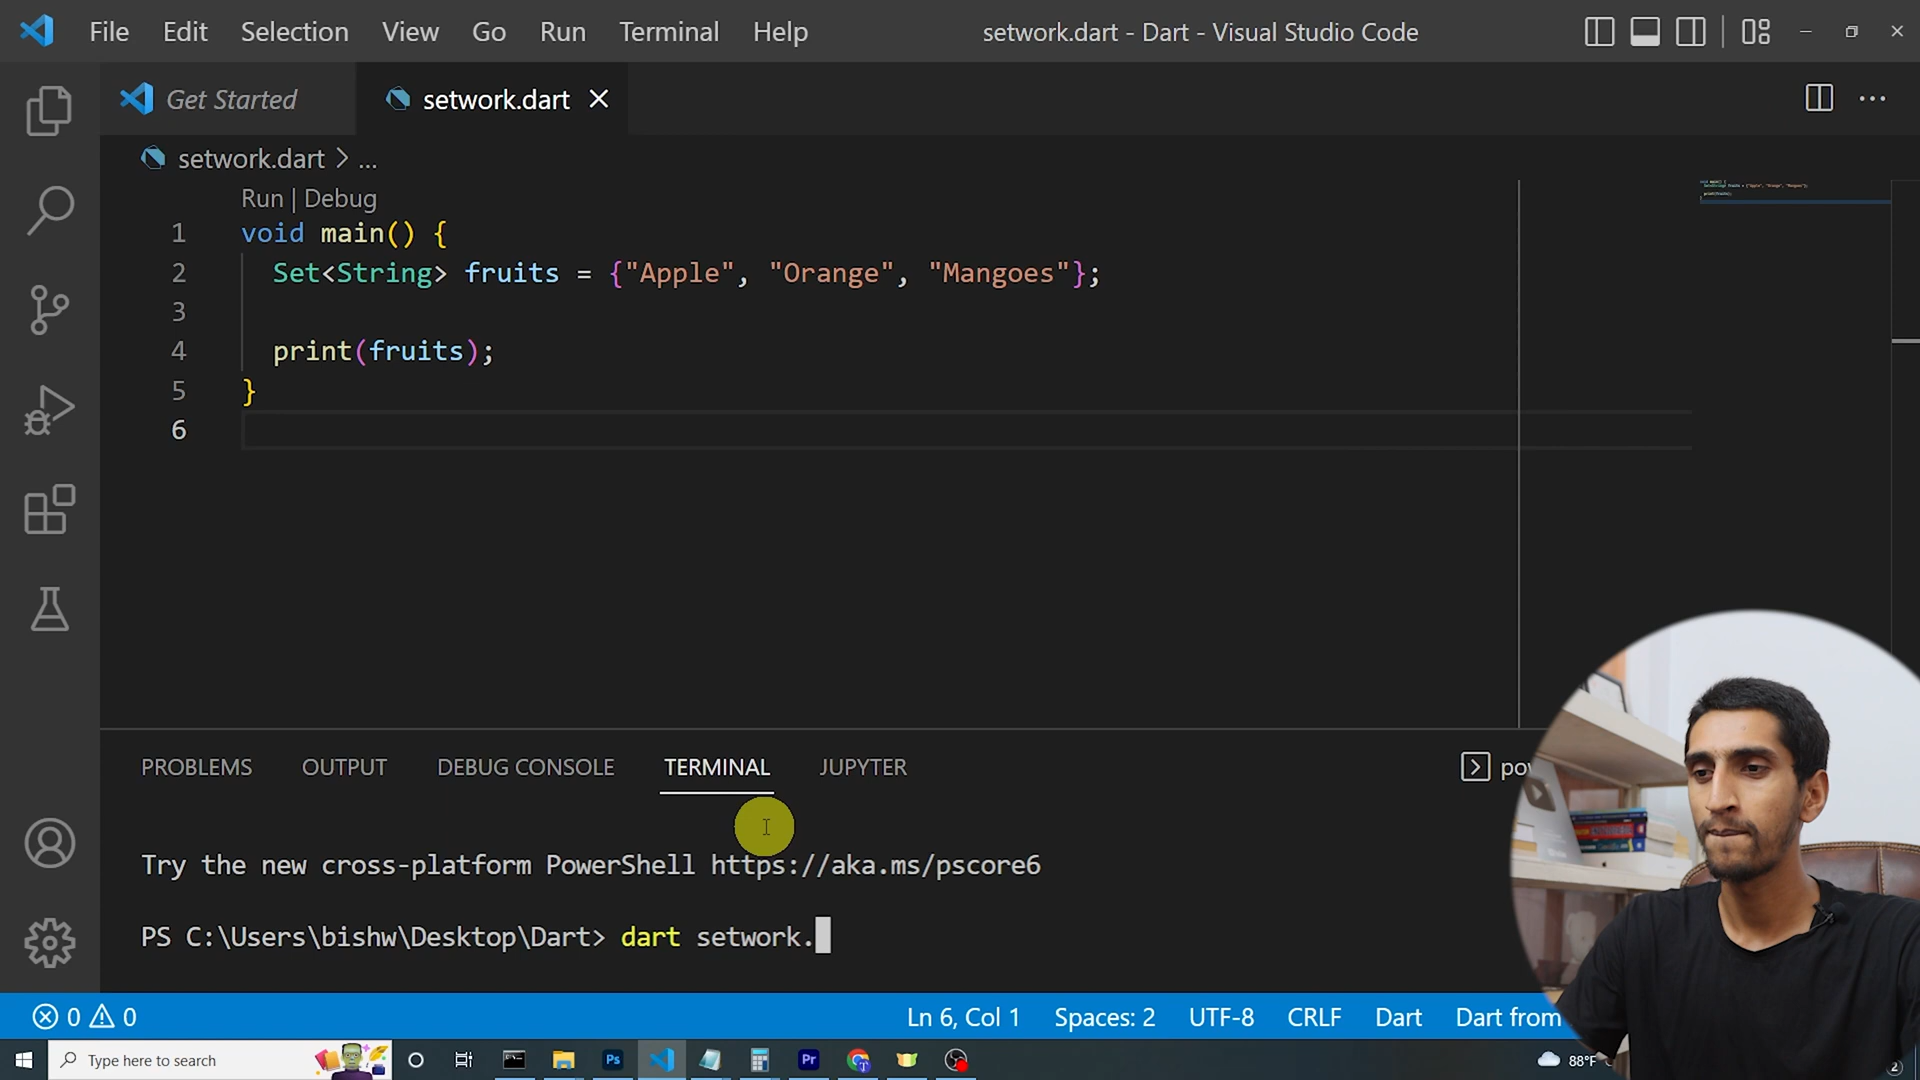 File Edit Selection View Go Run Terminal Help setwork.dart - Dart - Visual Studio Code
Get Started setwork.dart
setwork.dart > ...
Run | Debug
1 void main() {
2 Set<String> fruits = {"Apple", "Orange", "Mangoes"};
3
4 print(fruits);
5 }
6
PROBLEMS OUTPUT DEBUG CONSOLE TERMINAL JUPYTER
Try the new cross-platform PowerShell https://aka.ms/pscore6
PS C:\Users\bishw\Desktop\Dart> dart setwork.
0 0 Ln 6, Col 1 Spaces: 2 UTF-8 CRLF Dart Dart from
Type here to search Ps Pr 88°F 2